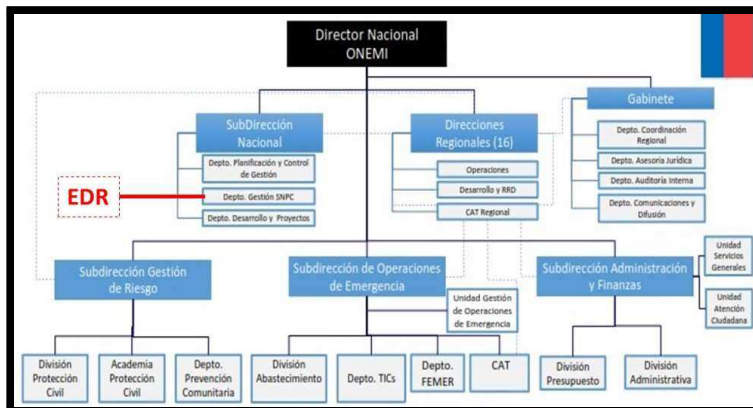 Director Nacional
ONEMI
Gabinete
SubDirección
Nacional
Direcciones
Regionales (16)
Depto. Coordinación
Regional
Depto. Asesoría Jurídica
Depto. Auditoría Interna
Depto. Comunicaciones y
Difusión
Depto. Planificación y Control
de Gestión
Depto. Gestión SNPC
Depto. Desarrollo y Proyectos
EDR
Operaciones
Desarrollo y RRD
CAT Regional
Subdirección Gestión
de Riesgo
Subdirección de Operaciones
de Emergencia
Subdirección Administración
y Finanzas
Unidad
Servicios
Generales
Unidad
Atención
Ciudadana
Unidad Gestión
de Operaciones
de Emergencia
División
Protección
Civil
Academia
Protección
Civil
Depto.
Prevención
Comunitaria
División
Abastecimiento
Depto. TICs
Depto.
FEMER
CAT
División
Presupuesto
División
Administrativa